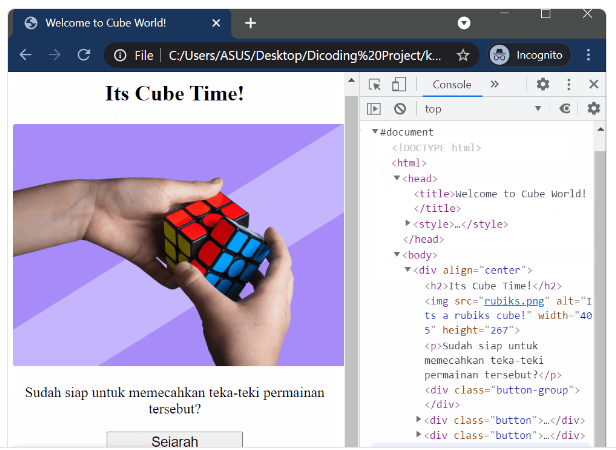 Welcome to Cube World!
File | C:/Users/ASUS/Desktop/Dicoding%20Project/k... Incognito
Its Cube Time!
Sudah siap untuk memecahkan teka-teki permainan
tersebut?
Sejarah
Console
top
#document
<!DOCTYPE html>
<html>
<head>
<title>Welcome to Cube World!
</title>
<style>…</style>
</head>
<body>
<div align="center">
<h2>Its Cube Time!</h2>
<img src="rubiks.png" alt="I
ts a rubiks cube!" width="40
5" height="267">
<p>Sudah siap untuk
memecahkan teka-teki
permainan tersebut?</p>
<div class="button-group">
</div>
<div class="button">…</div>
<div class="button">…</div>